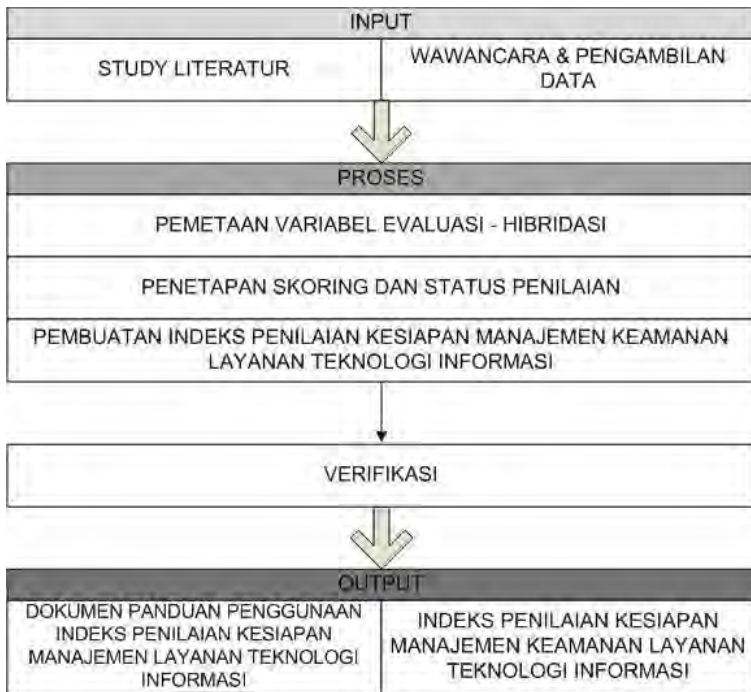 INPUT
STUDY LITERATUR
WAWANCARA & PENGAMBILAN
DATA
PROSES
PEMETAAN VARIABEL EVALUASI - HIBRIDASI
PENETAPAN SKORING DAN STATUS PENILAIAN
PEMBUATAN INDEKS PENILAIAN KESIAPAN MANAJEMEN KEAMANAN
LAYANAN TEKNOLOGI INFORMASI
VERIFIKASI
OUTPUT
DOKUMEN PANDUAN PENGGUNAAN
INDEKS PENILAIAN KESIAPAN
MANAJEMEN LAYANAN TEKNOLOGI
INFORMASI
INDEKS PENILAIAN KESIAPAN
MANAJEMEN KEAMANAN LAYANAN
TEKNOLOGI INFORMASI